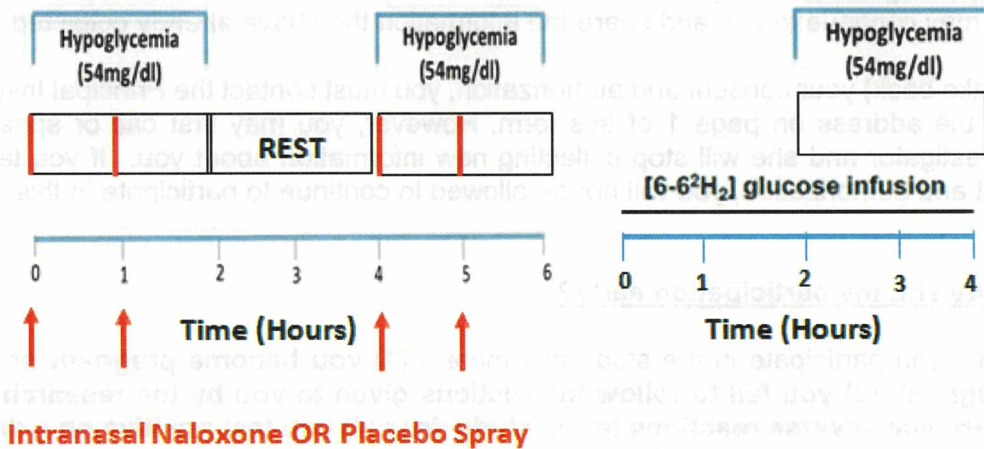 Hypoglycemia
(54mg/dl)
Hypoglycemia
(54mg/dl)
Hypoglycemia
(54mg/dl)
REST
[6-6²H₂] glucose infusion
0 1 2 3 4 5 6
0 1 2 3 4
Time (Hours)
Time (Hours)
Intranasal Naloxone OR Placebo Spray